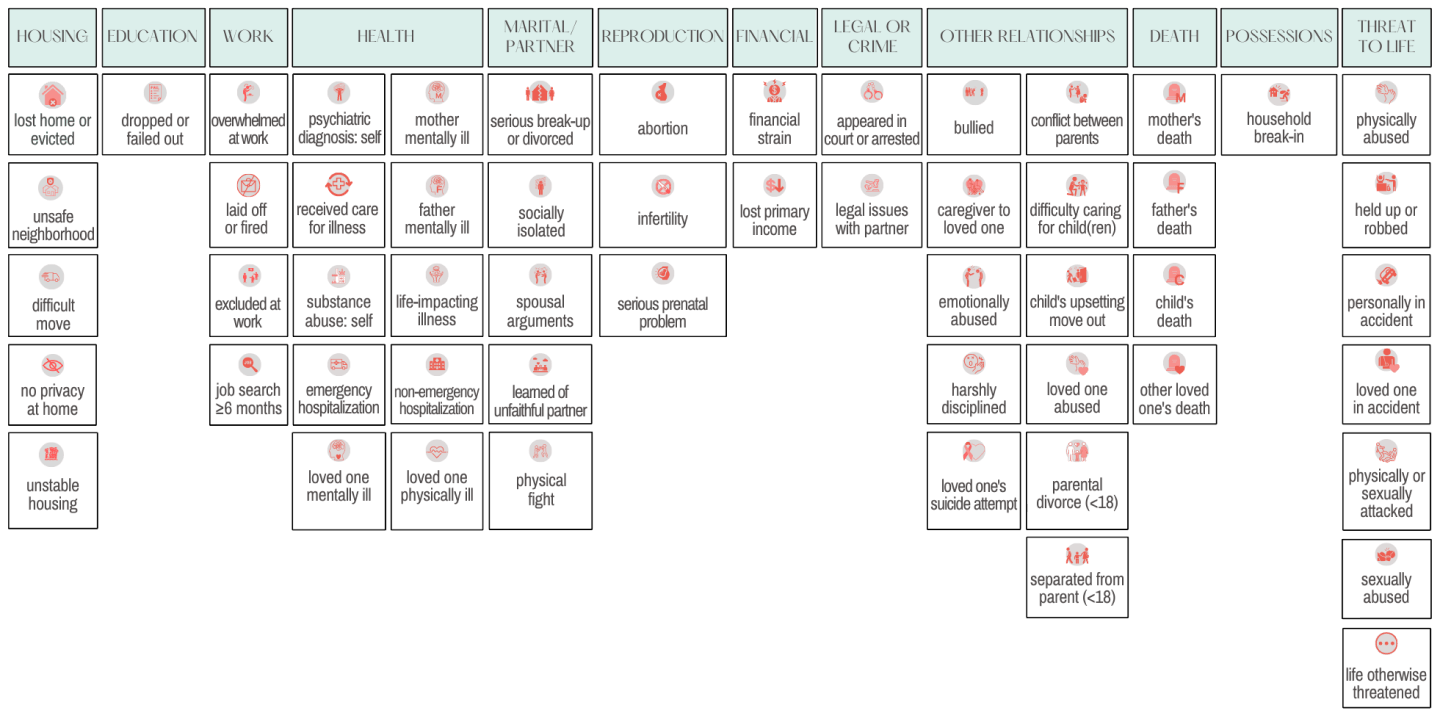 HOUSING
EDUCATION
WORK
HEALTH
MARITAL/
PARTNER
REPRODUCTION
FINANCIAL
LEGAL OR
CRIME
OTHER RELATIONSHIPS
DEATH
POSSESSIONS
THREAT
TO LIFE
lost home or
evicted
dropped or
failed out
overwhelmed
at work
psychiatric
diagnosis: self
mother
mentally ill
serious break-up
or divorced
abortion
financial
strain
appeared in
court or arrested
bullied
conflict between
parents
mother's
death
household
break-in
physically
abused
unsafe
neighborhood
laid off
or fired
received care
for illness
father
mentally ill
socially
isolated
infertility
lost primary
income
legal issues
with partner
caregiver to
loved one
difficulty caring
for child(ren)
father's
death
held up or
robbed
difficult
move
excluded at
work
substance
abuse: self
life-impacting
illness
spousal
arguments
serious prenatal
problem
emotionally
abused
child's upsetting
move out
child's
death
personally in
accident
no privacy
at home
job search
≥6 months
emergency
hospitalization
non-emergency
hospitalization
learned of
unfaithful partner
harshly
disciplined
loved one
abused
other loved
one's death
loved one
in accident
unstable
housing
loved one
mentally ill
loved one
physically ill
physical
fight
loved one's
suicide attempt
parental
divorce (<18)
physically or
sexually
attacked
separated from
parent (<18)
sexually
abused
life otherwise
threatened